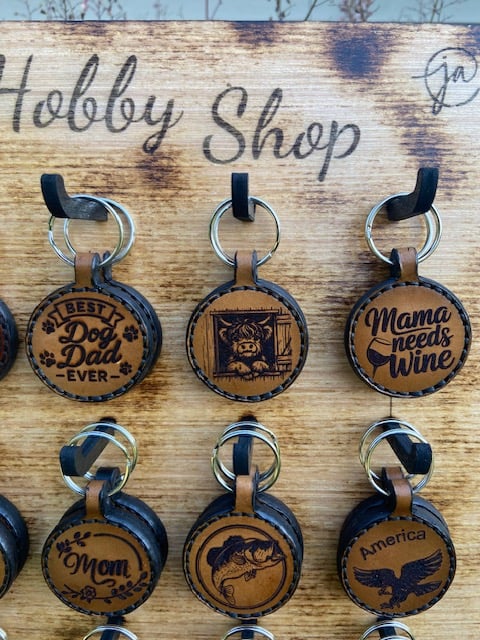 Hobby Shop
ja
BEST
Dog
Dad
EVER
Mama
needs
Wine
Mom
America